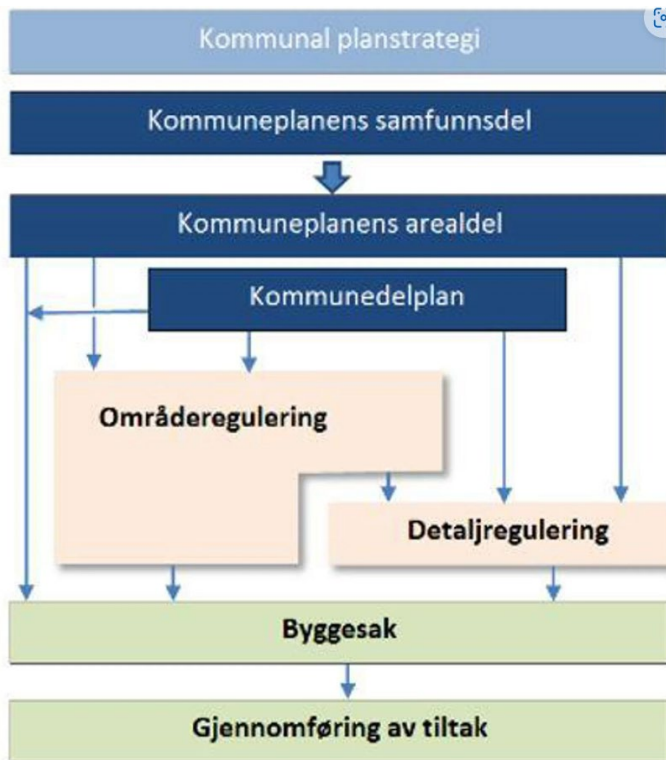 Kommunal planstrategi
Kommuneplanens samfunnsdel
Kommuneplanens arealdel
Kommunedelplan
Områderegulering
Detaljregulering
Byggesak
Gjennomføring av tiltak